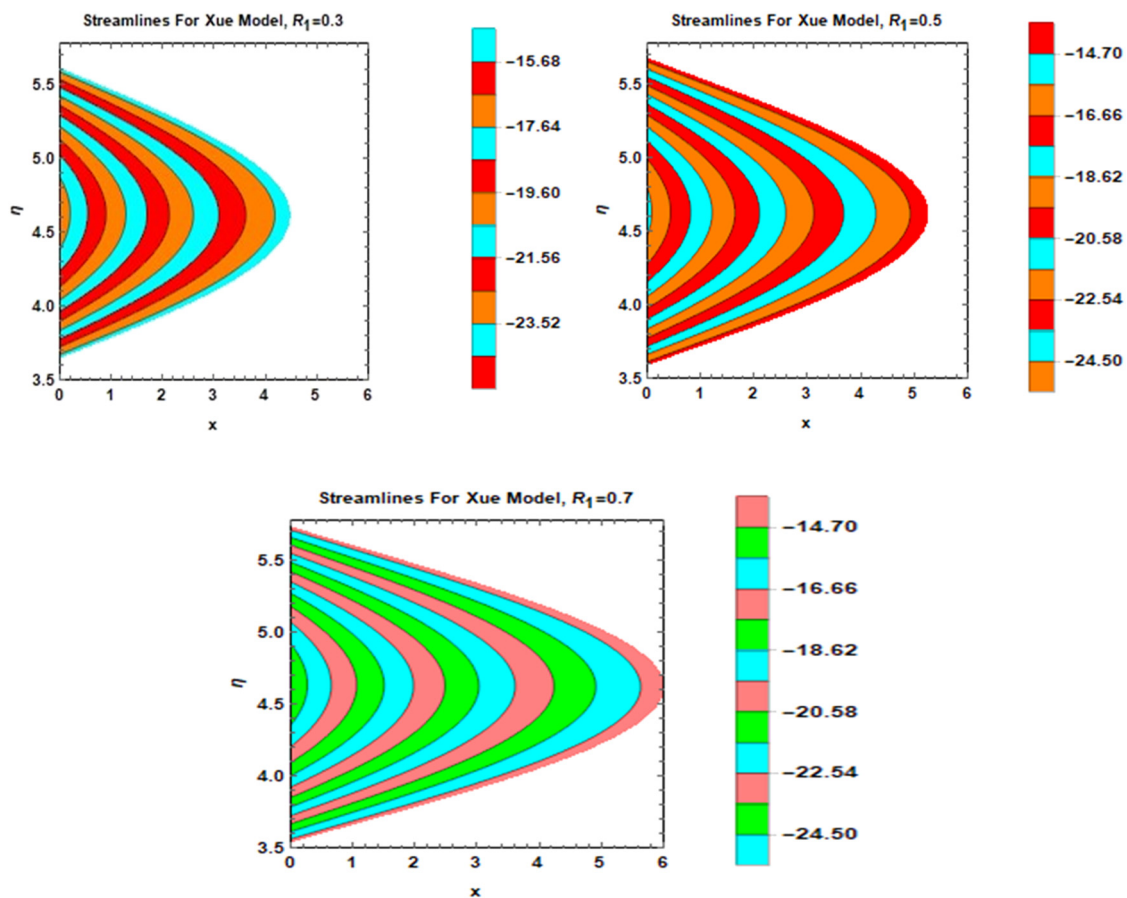 Streamlines For Xue Model, R1=0.3
5.5
5.0
4.5
4.0
3.5
η
0 1 2 3 4 5 6
x
−15.68
−17.64
−19.60
−21.56
−23.52
Streamlines For Xue Model, R1=0.5
5.5
5.0
4.5
4.0
3.5
η
0 1 2 3 4 5 6
x
−14.70
−16.66
−18.62
−20.58
−22.54
−24.50
Streamlines For Xue Model, R1=0.7
5.5
5.0
4.5
4.0
3.5
η
0 1 2 3 4 5 6
x
−14.70
−16.66
−18.62
−20.58
−22.54
−24.50